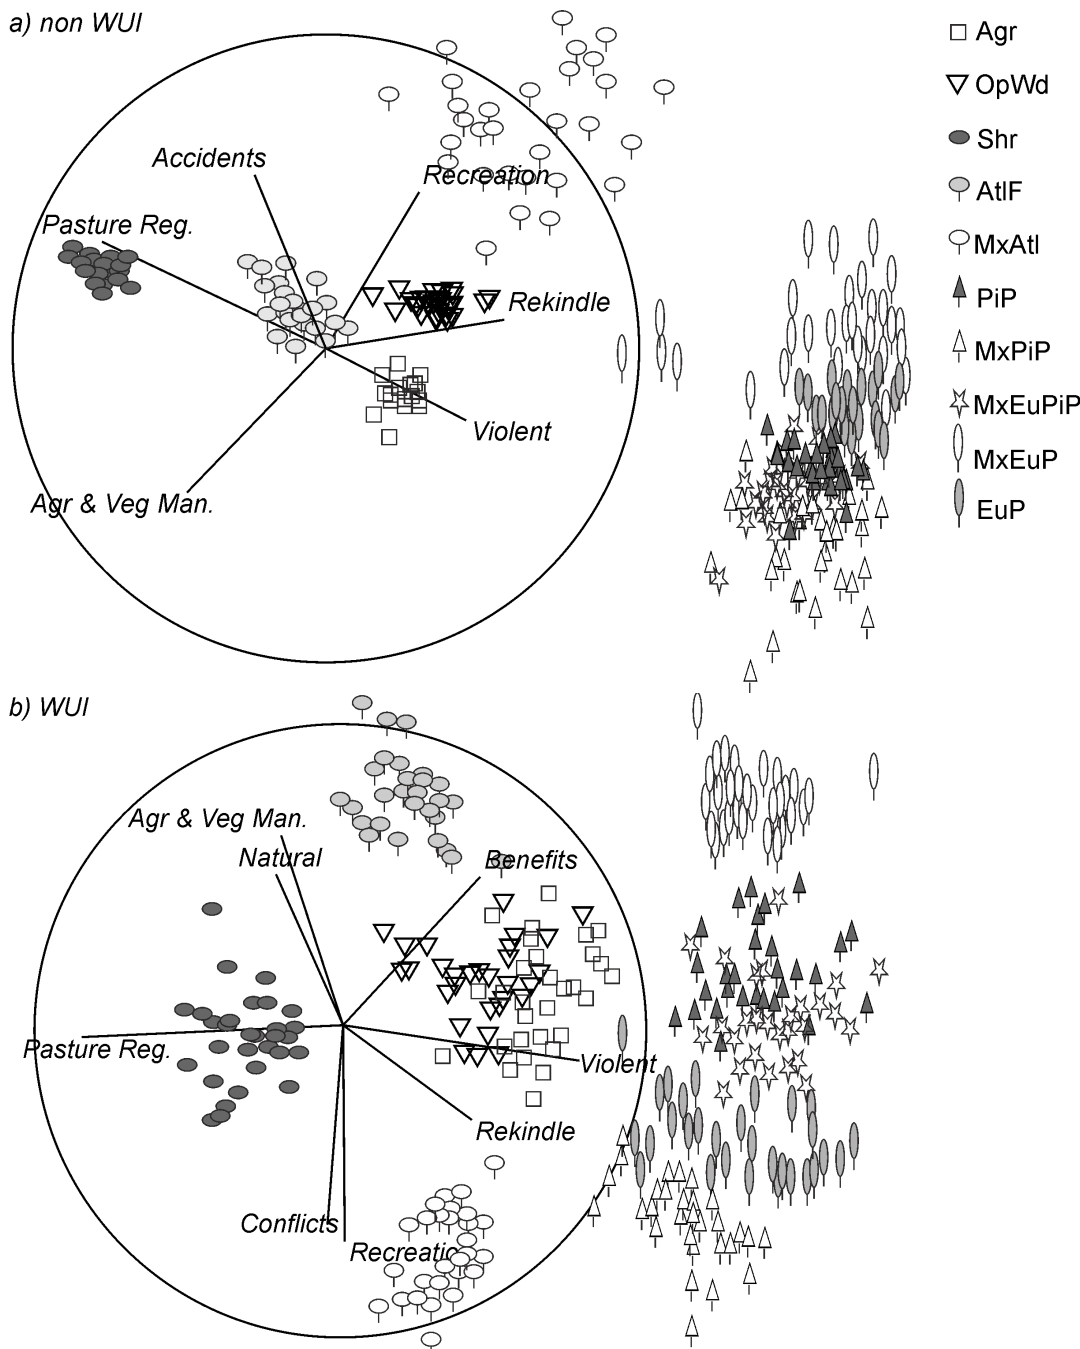 a) non WUI
Agr
OpWd
Shr
AtlF
MxAtl
PiP
MxPiP
MxEuPiP
MxEuP
EuP
Accidents
Recreation
Pasture Reg.
Rekindle
Violent
Agr & Veg Man.
b) WUI
Agr & Veg Man.
Natural
Benefits
Pasture Reg.
Violent
Rekindle
Conflicts
Recreatic